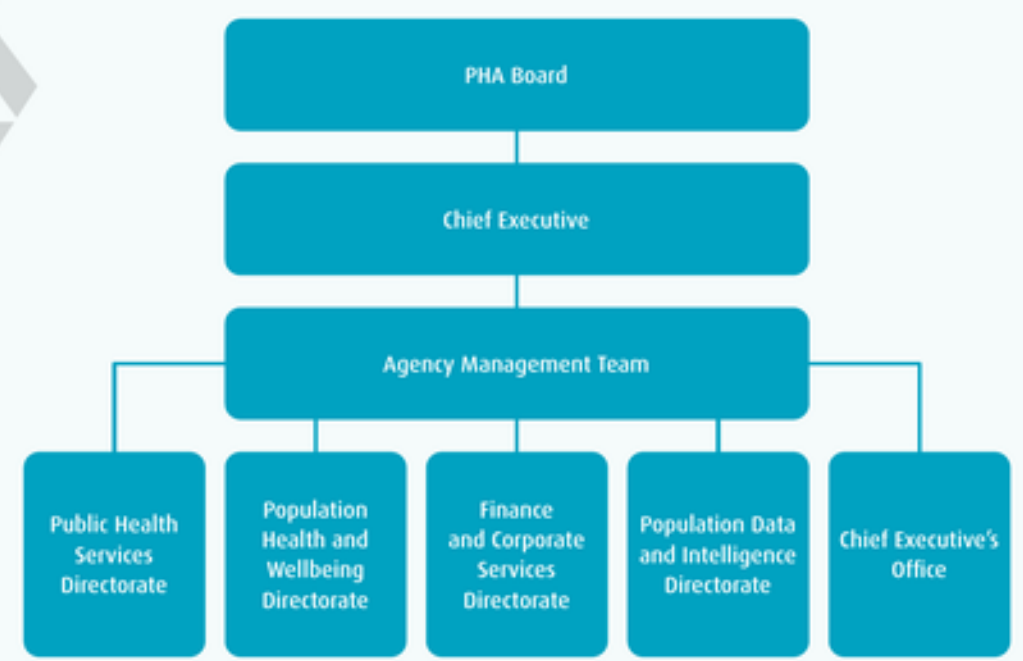 PHA Board
Chief Executive
Agency Management Team
Public Health
Services
Directorate
Population
Health and
Wellbeing
Directorate
Finance
and Corporate
Services
Directorate
Population Data
and Intelligence
Directorate
Chief Executive's
Office